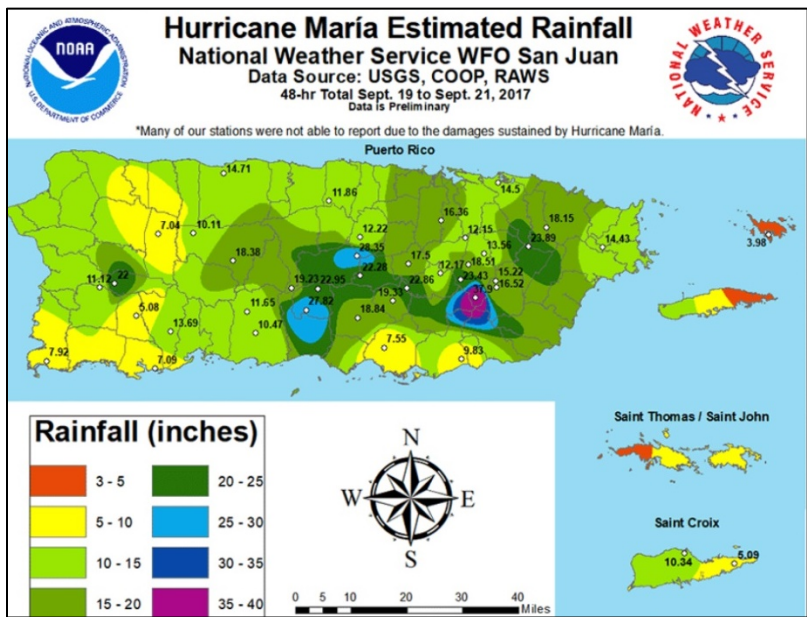 Hurricane María Estimated Rainfall
National Weather Service WFO San Juan
Data Source: USGS, COOP, RAWS
48-hr Total Sept. 19 to Sept. 21, 2017
Data is Preliminary
NATIONAL OCEANIC AND ATMOSPHERIC ADMINISTRATION
NOAA
U.S. DEPARTMENT OF COMMERCE
NATIONAL WEATHER SERVICE
*Many of our stations were not able to report due to the damages sustained by Hurricane María.
Puerto Rico
14.71
14.5
11.86
16.36
18.15
7.04
10.11
12.22
12.15
23.89
14.43
3.98
28.35
13.56
18.38
17.5
18.51
11.12
22
22.28
12.17
15.22
19.23
22.95
22.86
23.43
16.52
37.9
19.33
5.08
11.65
27.82
18.84
13.69
10.47
7.92
7.09
7.55
9.83
Rainfall (inches)
3 - 5
20 - 25
5 - 10
25 - 30
10 - 15
30 - 35
15 - 20
35 - 40
N
W
E
S
0
5
10
20
30
40
Miles
Saint Thomas / Saint John
Saint Croix
10.34
5.09